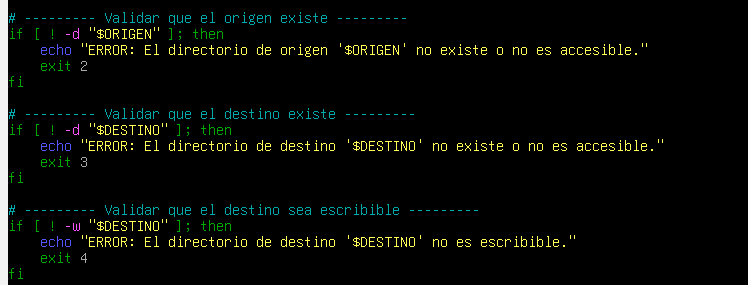 # --------- Validar que el origen existe ---------
if [ ! -d "$ORIGEN" ]; then
    echo "ERROR: El directorio de origen '$ORIGEN' no existe o no es accesible."
    exit 2
fi

# --------- Validar que el destino existe ---------
if [ ! -d "$DESTINO" ]; then
    echo "ERROR: El directorio de destino '$DESTINO' no existe o no es accesible."
    exit 3
fi

# --------- Validar que el destino sea escribible ---------
if [ ! -w "$DESTINO" ]; then
    echo "ERROR: El directorio de destino '$DESTINO' no es escribible."
    exit 4
fi